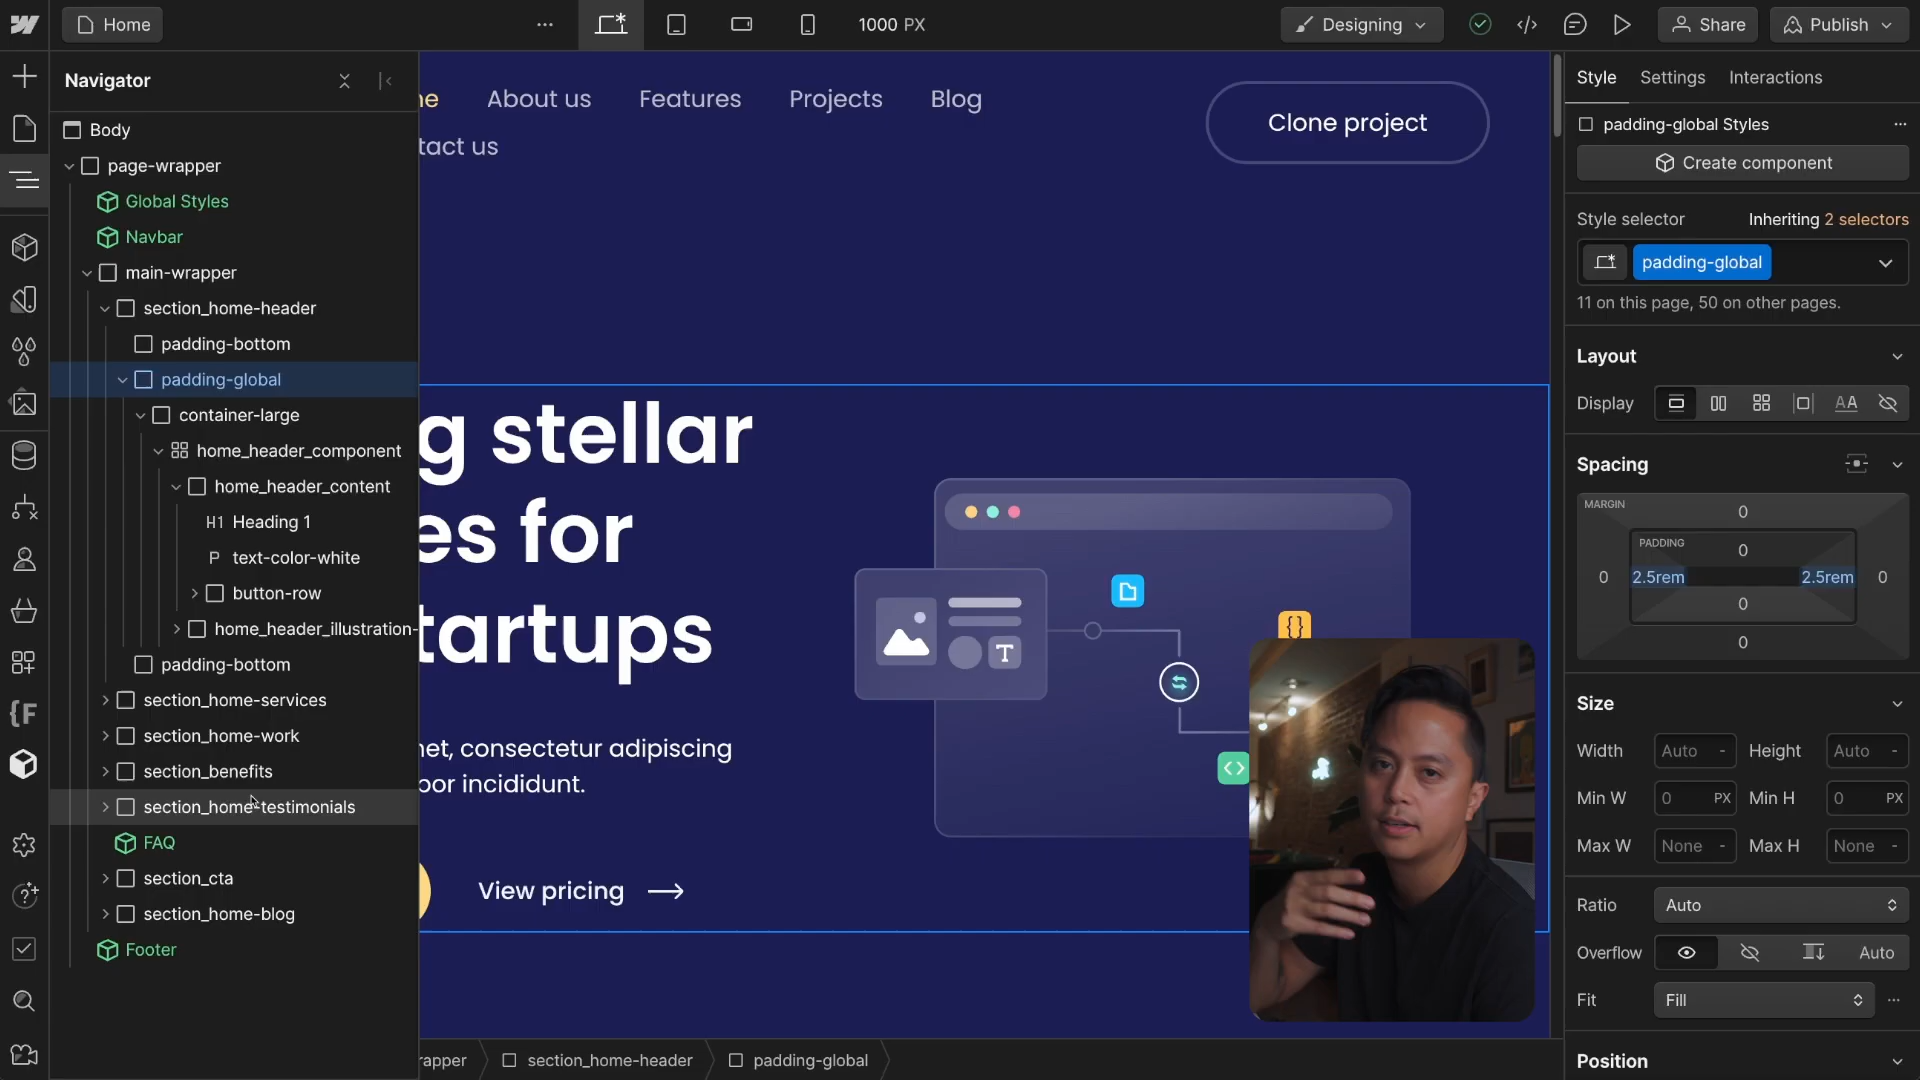 Home
1000 PX
Designing
Share
Publish
Navigator
Body
page-wrapper
Global Styles
Navbar
main-wrapper
section_home-header
padding-bottom
padding-global
container-large
home_header_component
home_header_content
H1 Heading 1
P text-color-white
button-row
home_header_illustration-
padding-bottom
section_home-services
section_home-work
section_benefits
section_home-testimonials
FAQ
section_cta
section_home-blog
Footer
ne About us Features Projects Blog
tact us
Clone project
g stellar
es for
tartups
T
{}
<>
net, consectetur adipiscing
por incididunt.
View pricing
rapper section_home-header padding-global
Style Settings Interactions
padding-global Styles
Create component
Style selector Inheriting 2 selectors
padding-global
11 on this page, 50 on other pages.
Layout
Display AA
Spacing
MARGIN
0
PADDING
0
0 2.5rem 2.5rem 0
0
0
Size
Width Auto - Height Auto -
Min W 0 PX Min H 0 PX
Max W None - Max H None -
Ratio Auto
Overflow Auto
Fit Fill
Position